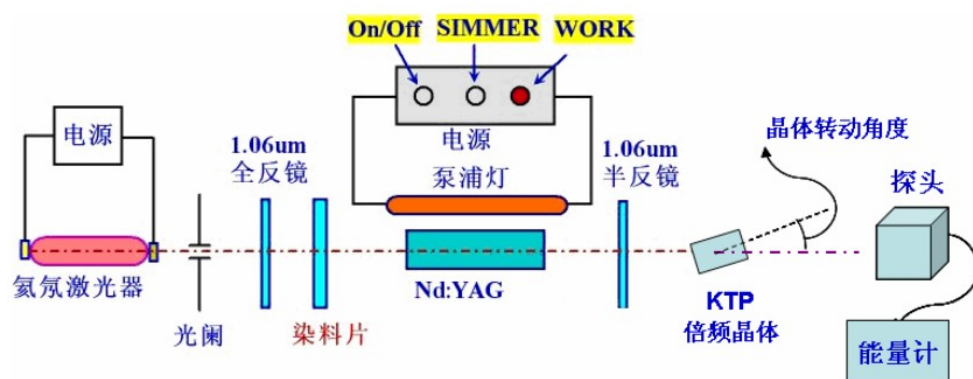 On/Off SIMMER WORK
电源
电源
1.06um
全反镜
泵浦灯
1.06um
半反镜
晶体转动角度
探头
氦氖激光器
光阑
染料片
Nd:YAG
KTP
倍频晶体
能量计